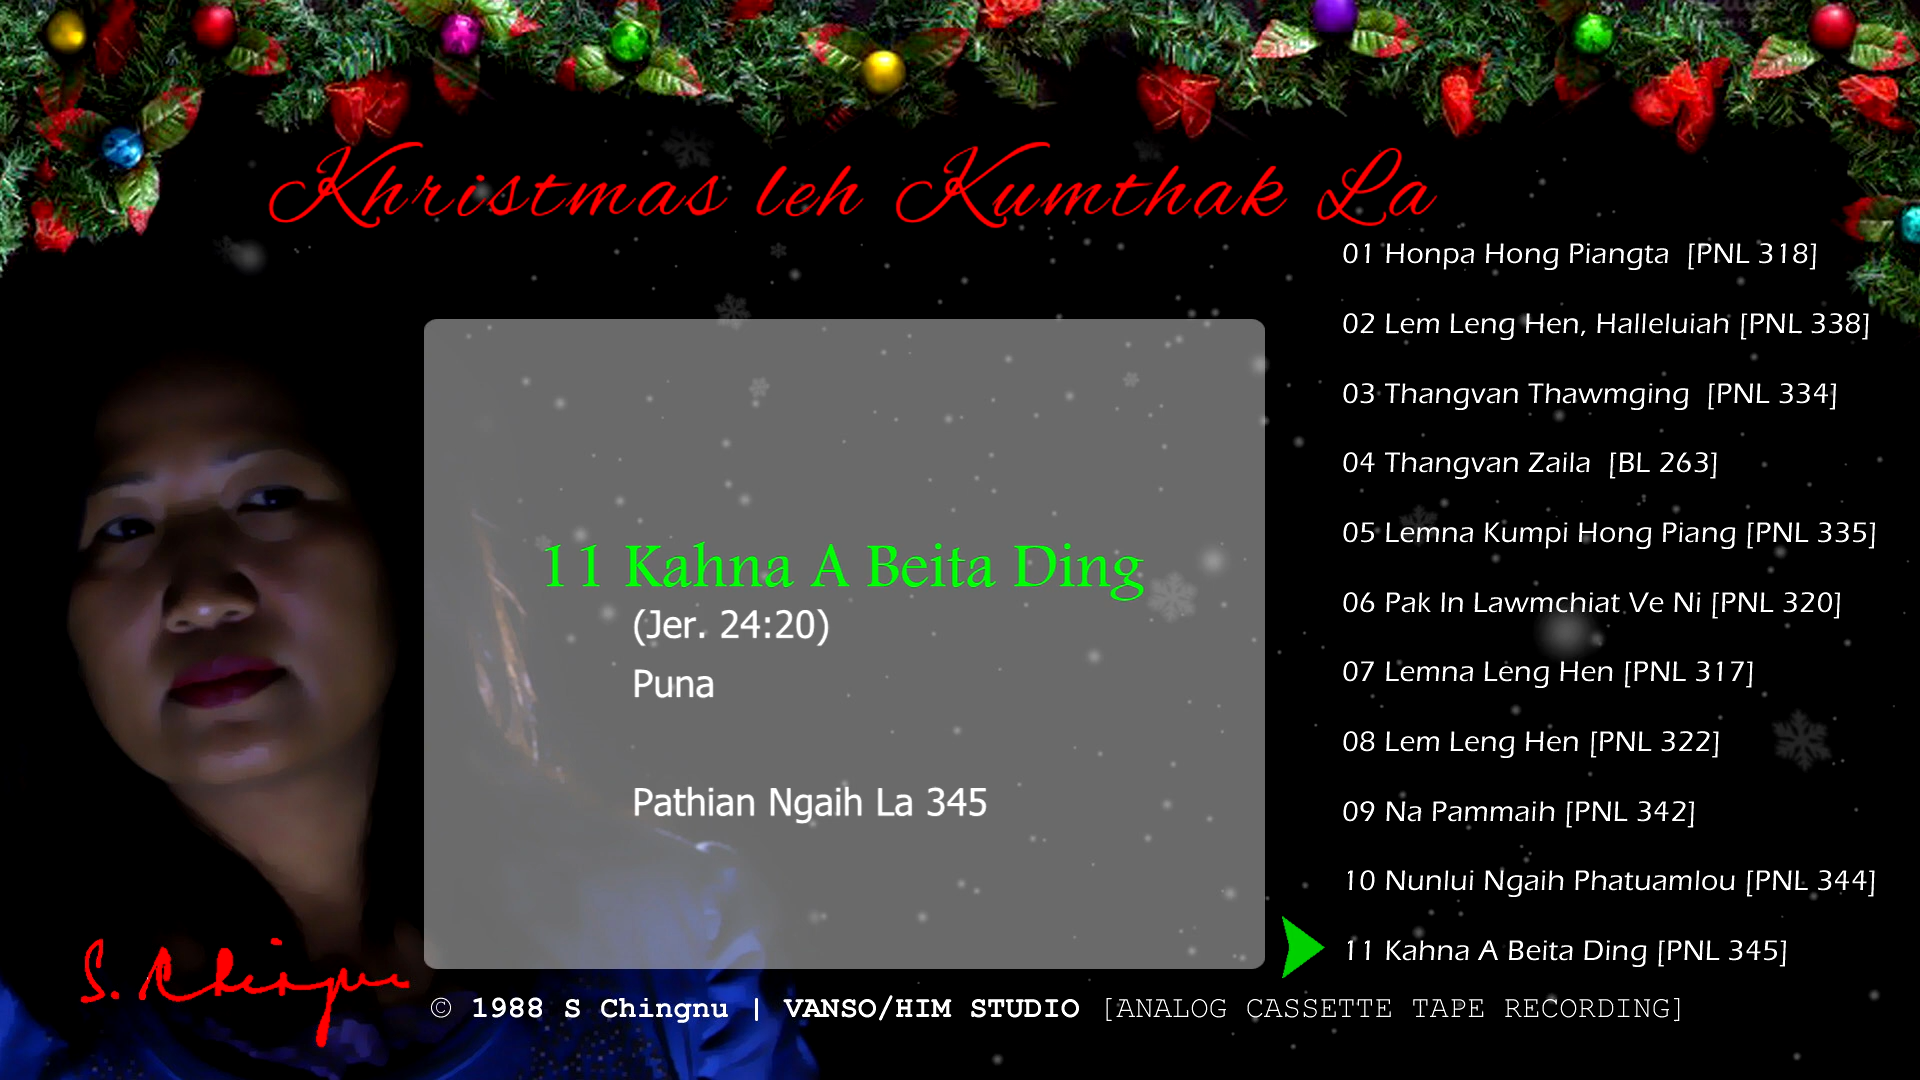 Khristmas leh Kumthak La
01 Honpa Hong Piangta [PNL 318]
02 Lem Leng Hen, Halleluiah [PNL 338]
03 Thangvan Thawmging [PNL 334]
04 Thangvan Zaila [BL 263]
05 Lemna Kumpi Hong Piang [PNL 335]
06 Pak In Lawmchiat Ve Ni [PNL 320]
07 Lemna Leng Hen [PNL 317]
08 Lem Leng Hen [PNL 322]
09 Na Pammaih [PNL 342]
10 Nunlui Ngaih Phatuamlou [PNL 344]
11 Kahna A Beita Ding [PNL 345]
11 Kahna A Beita Ding
(Jer. 24:20)
Puna
Pathian Ngaih La 345
S. Chingnu
© 1988 S Chingnu | VANSO/HIM STUDIO [ANALOG CASSETTE TAPE RECORDING]